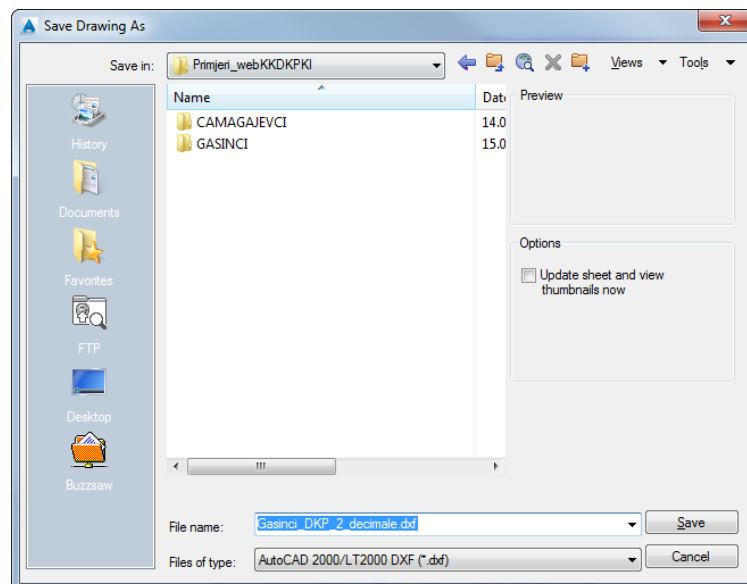 Save Drawing As
Save in: Primjeri_webKKDKPKI Views Tools
Name Date
CAMAGAJEVCI 14.0
GASINCI 15.0
Preview
Options
Update sheet and view
thumbnails now
History
Documents
Favorites
FTP
Desktop
Buzzsaw
File name: Gasinci_DKP_2_decimale.dxf Save
Files of type: AutoCAD 2000/LT2000 DXF (*.dxf) Cancel